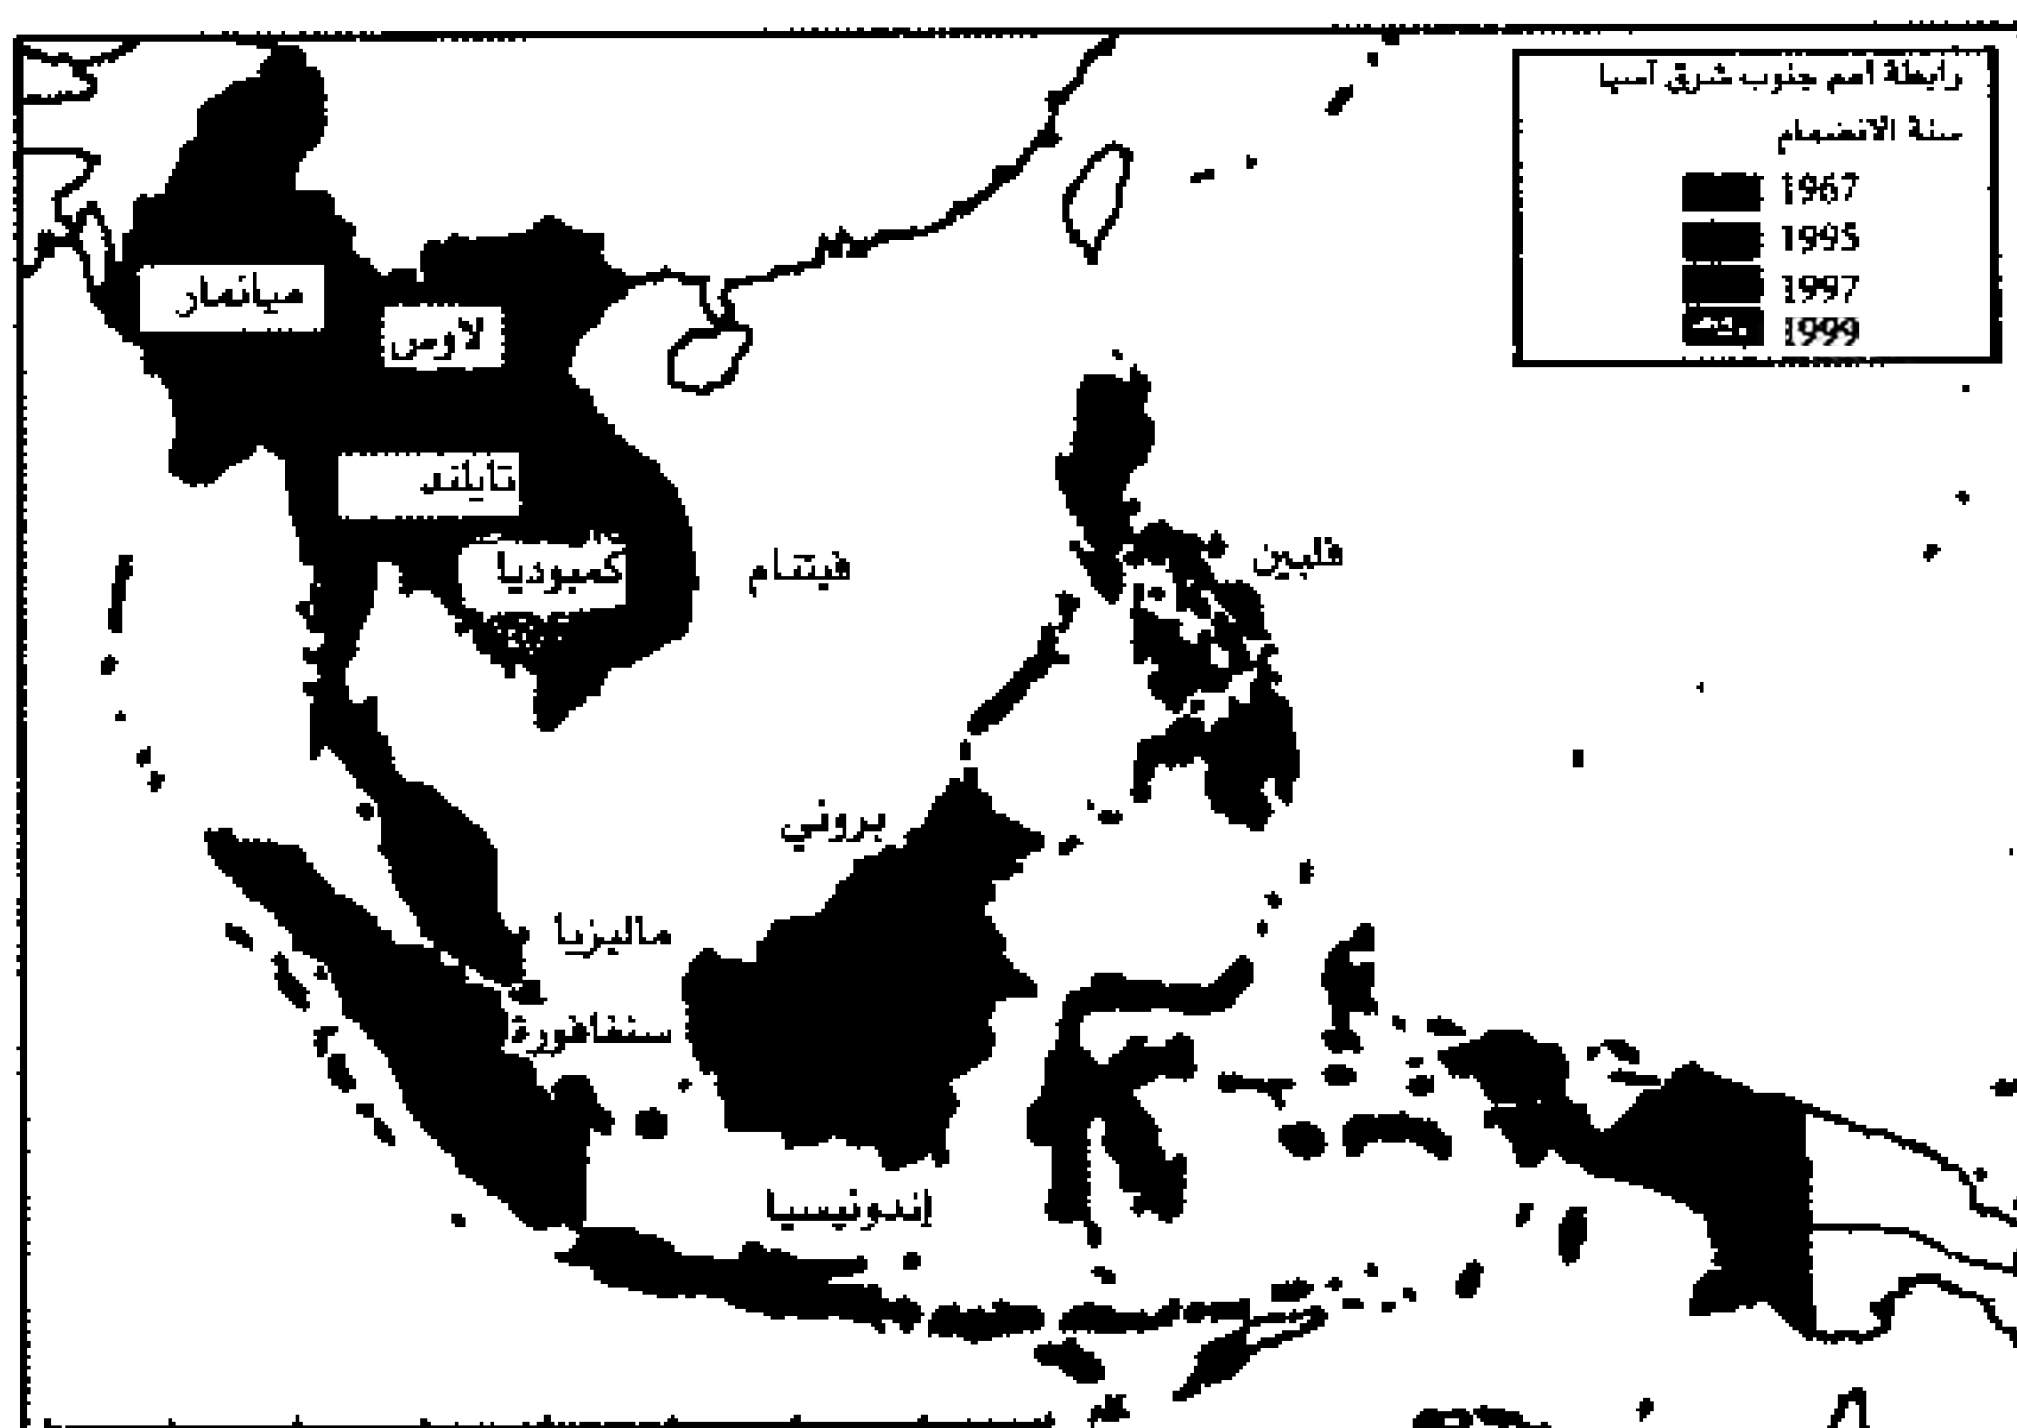 رابطة امم جنوب شرق آسيا
سنة الانضمام
1967
1995
1997
1999
ميانمار
لاوس
تايلند
كمبوديا
فيتنام
فلبين
بروني
ماليزيا
سنغافورة
إندونيسيا